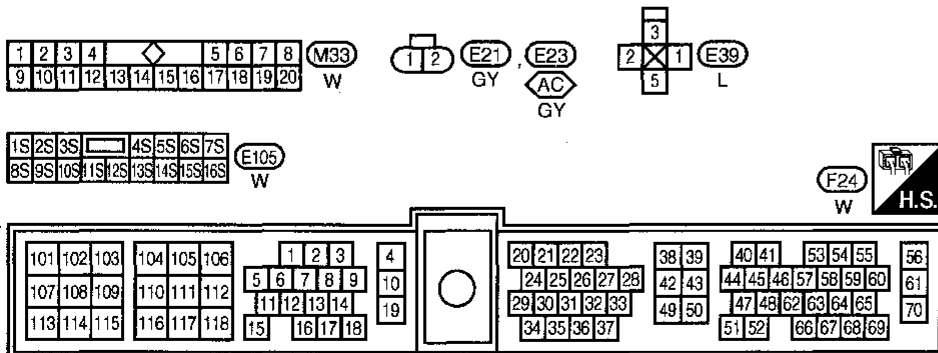 1 2 3 4 5 6 7 8 M33
9 10 11 12 13 14 15 16 17 18 19 20 W
1 2 E21 , E23
GY AC
GY
3
2 1 E39
5 L
1S 2S 3S 4S 5S 6S 7S E105
8S 9S 10S 11S 12S 13S 14S 15S 16S W
F24
W H.S.
101 102 103 104 105 106 1 2 3 4 20 21 22 23 38 39 40 41 53 54 55 56
107 108 109 110 111 112 5 6 7 8 9 10 24 25 26 27 28 42 43 44 45 46 57 58 59 60 61
11 12 13 14 19 29 30 31 32 33 49 50 47 48 62 63 64 65 70
113 114 115 116 117 118 15 16 17 18 34 35 36 37 51 52 66 67 68 69